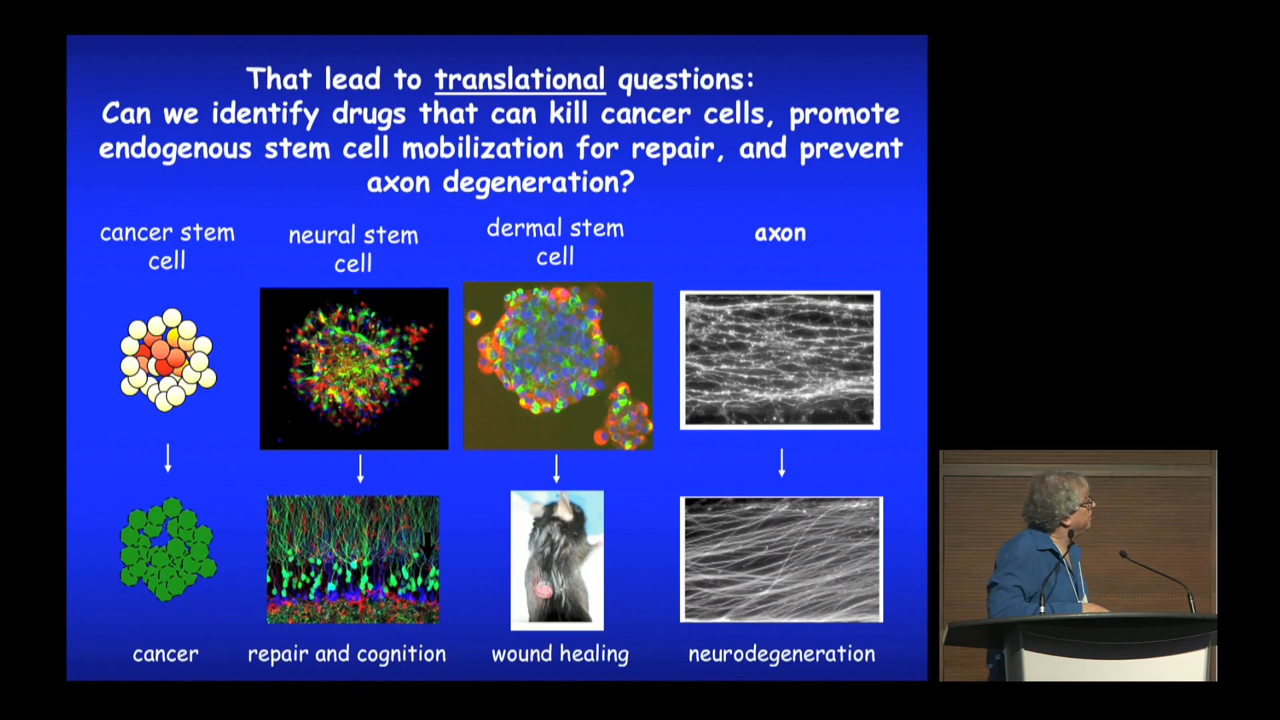 That lead to translational questions:
Can we identify drugs that can kill cancer cells, promote
endogenous stem cell mobilization for repair, and prevent
axon degeneration?
cancer stem
cell
neural stem
cell
dermal stem
cell
axon
cancer
repair and cognition
wound healing
neurodegeneration